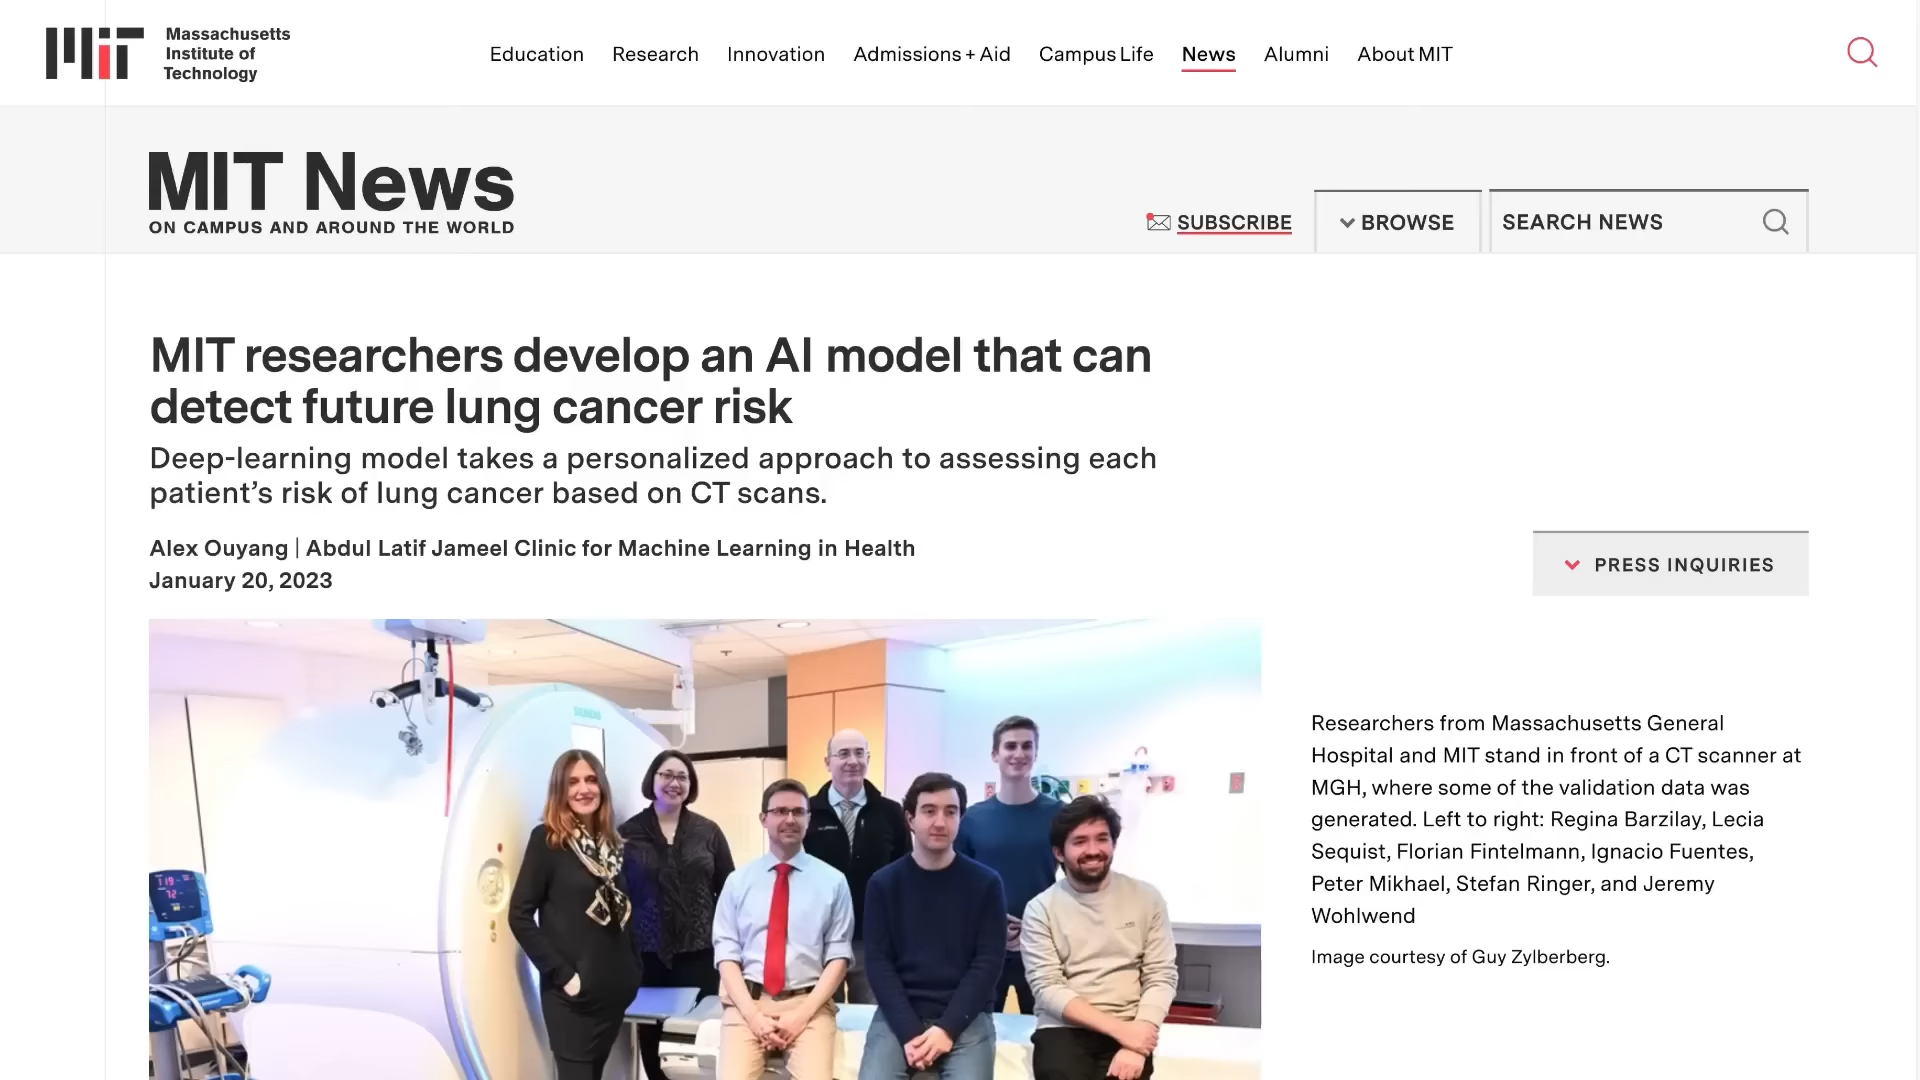 Massachusetts
Institute of
Technology
Education Research Innovation Admissions + Aid Campus Life News Alumni About MIT
MIT News
ON CAMPUS AND AROUND THE WORLD
SUBSCRIBE
BROWSE
SEARCH NEWS
MIT researchers develop an AI model that can
detect future lung cancer risk
Deep-learning model takes a personalized approach to assessing each
patient’s risk of lung cancer based on CT scans.
Alex Ouyang | Abdul Latif Jameel Clinic for Machine Learning in Health
January 20, 2023
PRESS INQUIRIES
SIEMENS
119
72
Researchers from Massachusetts General
Hospital and MIT stand in front of a CT scanner at
MGH, where some of the validation data was
generated. Left to right: Regina Barzilay, Lecia
Sequist, Florian Fintelmann, Ignacio Fuentes,
Peter Mikhael, Stefan Ringer, and Jeremy
Wohlwend
Image courtesy of Guy Zylberberg.